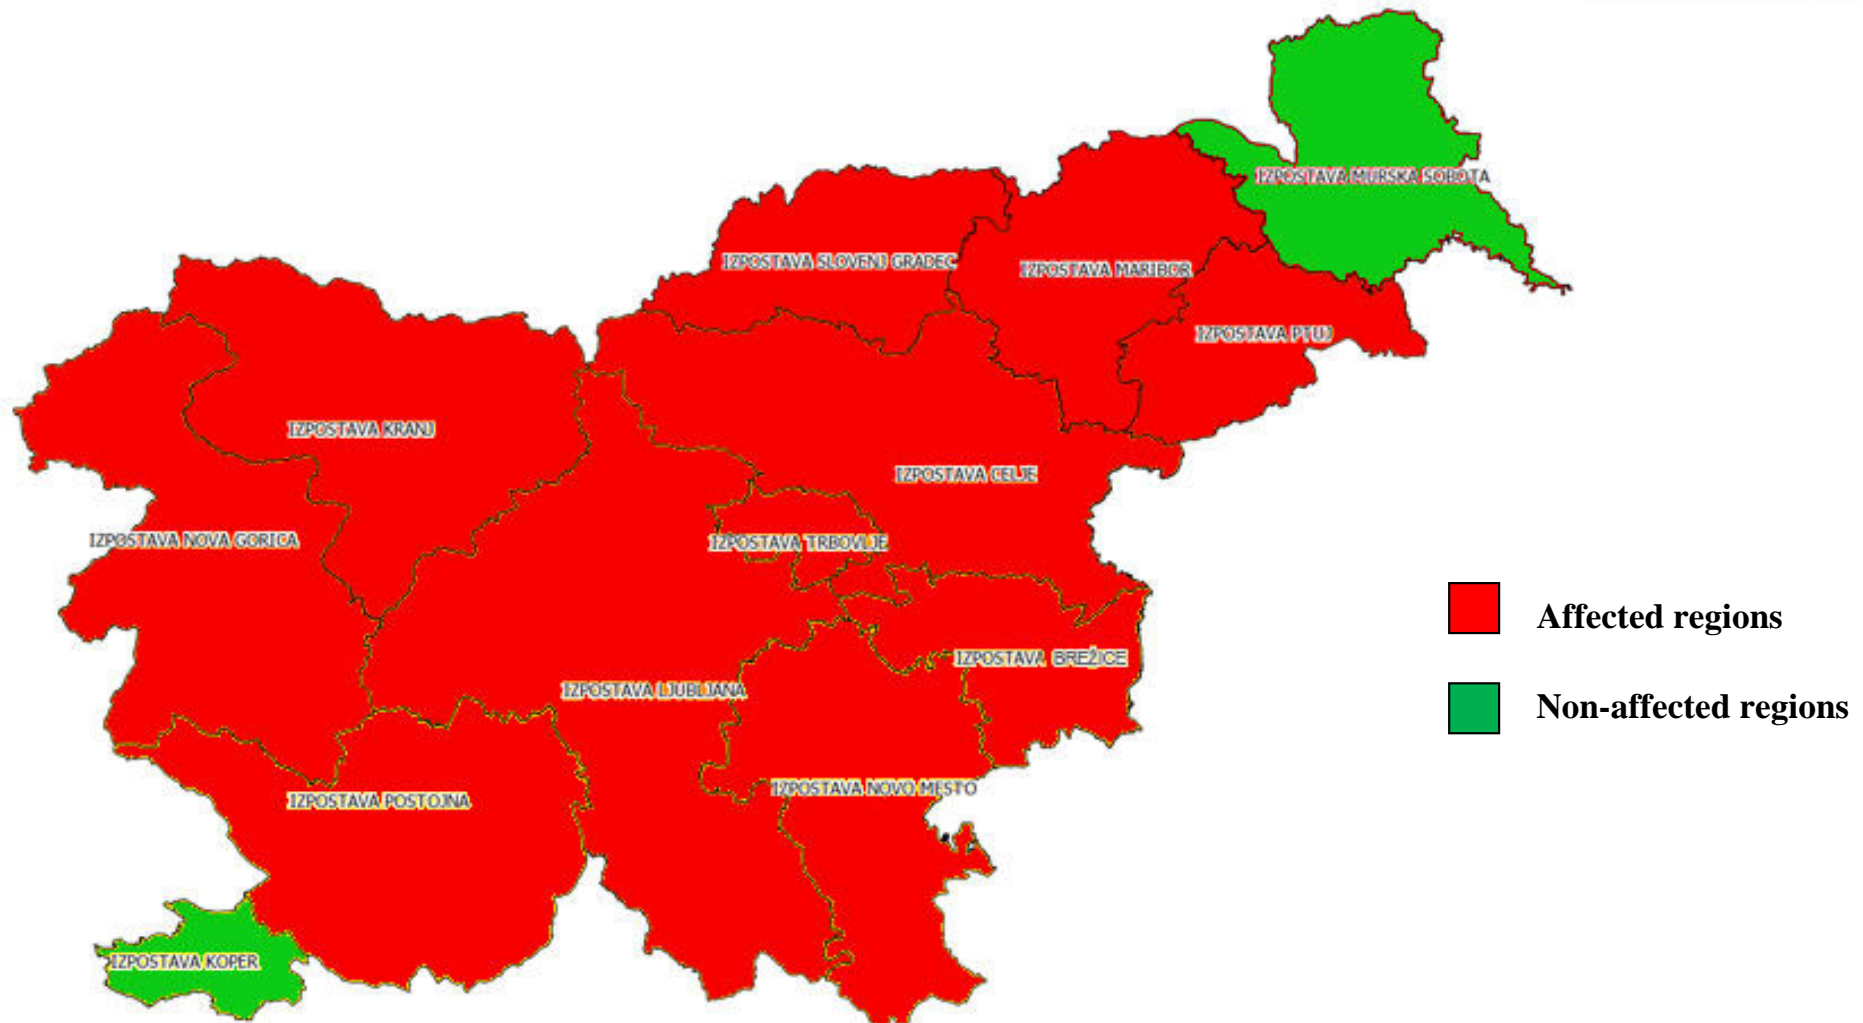 IZPOSTAVA MURSKA SOBOTA
IZPOSTAVA SLOVENJ GRADEC
IZPOSTAVA MARIBOR
IZPOSTAVA PTUJ
IZPOSTAVA KRANJ
IZPOSTAVA CELJE
IZPOSTAVA NOVA GORICA
IZPOSTAVA TRBOVLJE
Affected regions
IZPOSTAVA BREŽICE
IZPOSTAVA LJUBLJANA
Non-affected regions
IZPOSTAVA NOVO MESTO
IZPOSTAVA POSTOJNA
IZPOSTAVA KOPER